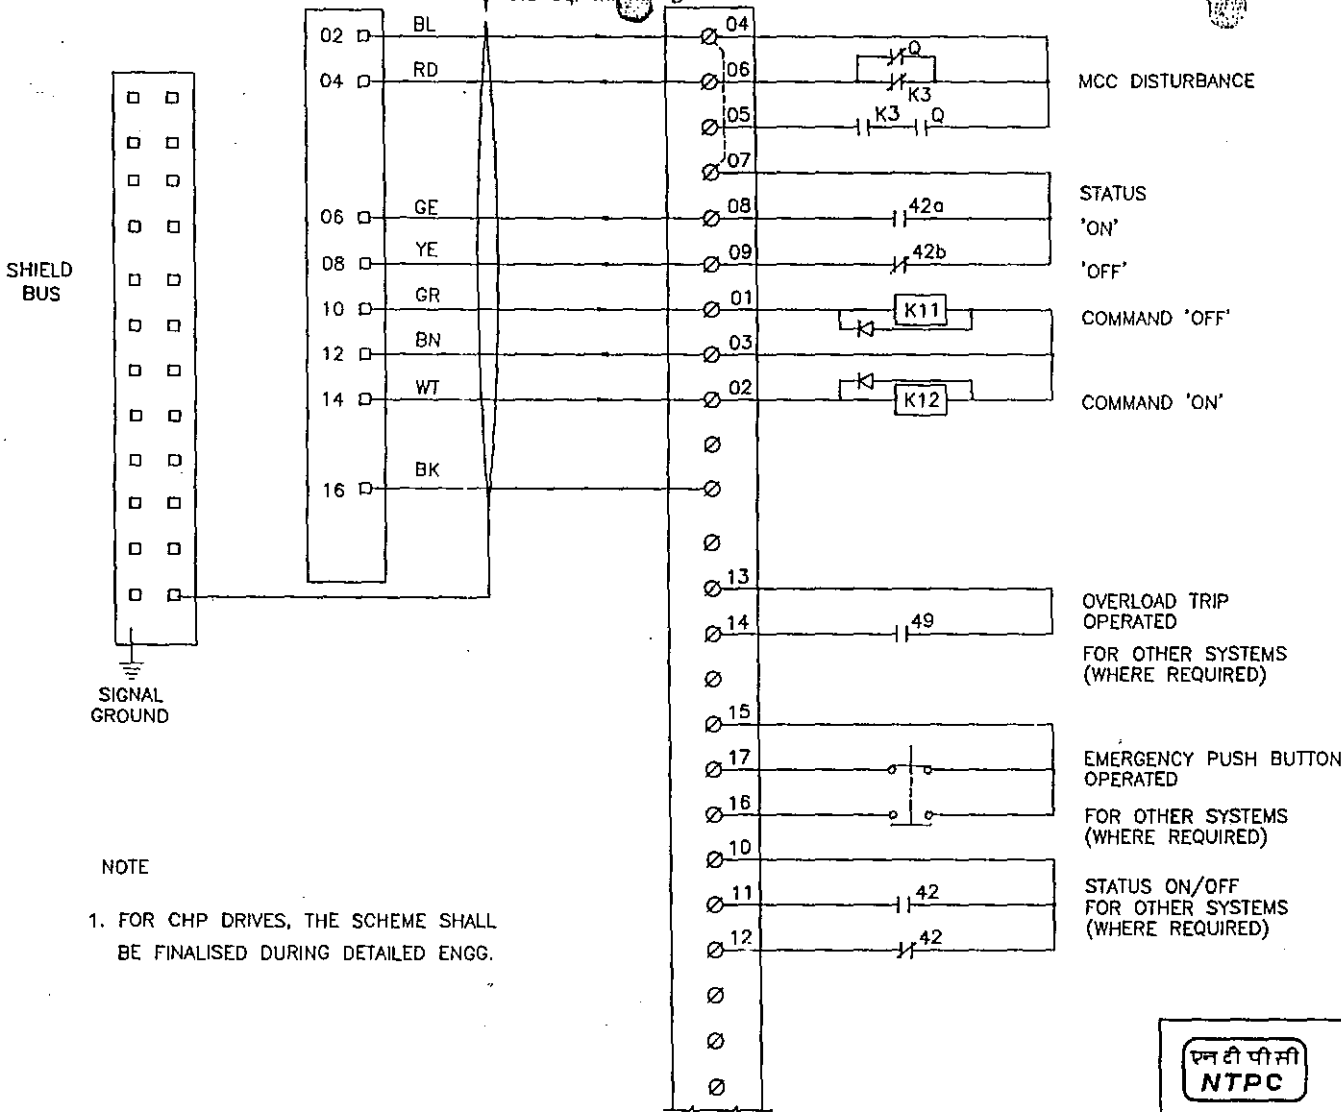 02 BL 04
04 RD 06 Q
K3
MCC DISTURBANCE
05 K3 Q
07
STATUS
06 GE 08 42a 'ON'
08 YE 09 42b 'OFF'
SHIELD
BUS
10 GR 01 K11 COMMAND 'OFF'
12 BN 03
14 WT 02 K12 COMMAND 'ON'
16 BK
13
OVERLOAD TRIP
OPERATED
14 49
FOR OTHER SYSTEMS
(WHERE REQUIRED)
SIGNAL
GROUND
15
17
EMERGENCY PUSH BUTTON
OPERATED
16
FOR OTHER SYSTEMS
(WHERE REQUIRED)
10
11 42
STATUS ON/OFF
FOR OTHER SYSTEMS
(WHERE REQUIRED)
12 42
NOTE
1. FOR CHP DRIVES, THE SCHEME SHALL
BE FINALISED DURING DETAILED ENGG.
एन टी पी सी
NTPC